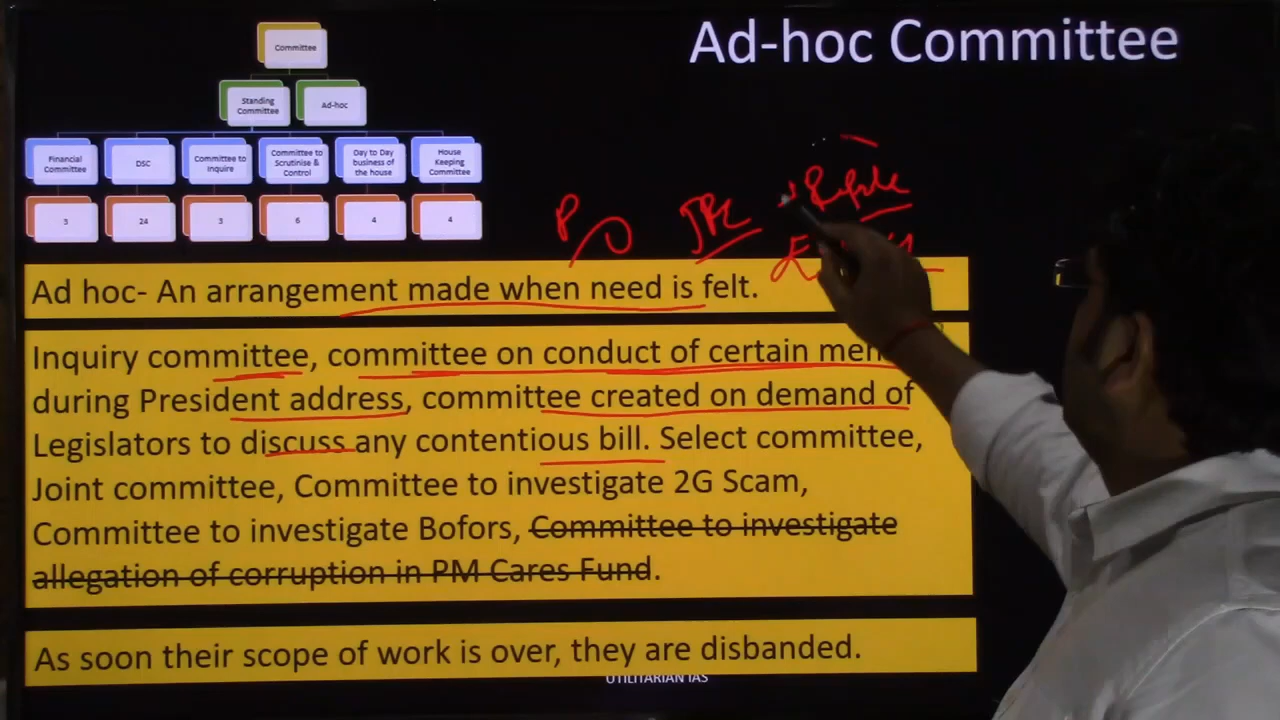 Ad-hoc Committee
Committee
Standing
Committee
Ad-hoc
Financial
Committee
DSC
Committee to
Inquire
Committee to
Scrutinise &
Control
Day to Day
business of
the house
House
Keeping
Committee
3
24
3
6
4
4
P
JPC
Ad hoc- An arrangement made when need is felt.
Inquiry committee, committee on conduct of certain mem
during President address, committee created on demand of
Legislators to discuss any contentious bill. Select committee,
Joint committee, Committee to investigate 2G Scam,
Committee to investigate Bofors, Committee to investigate
allegation of corruption in PM Cares Fund.
As soon their scope of work is over, they are disbanded.
UTILITARIAN IAS